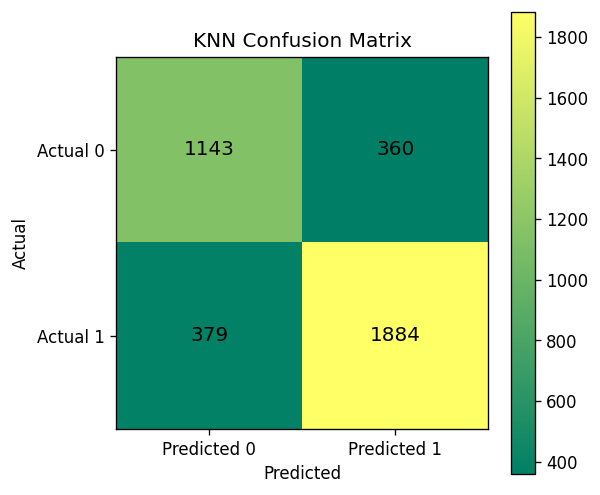 KNN Confusion Matrix
Actual 0
1143
360
Actual
Actual 1
379
1884
Predicted 0
Predicted 1
Predicted
1800
1600
1400
1200
1000
800
600
400